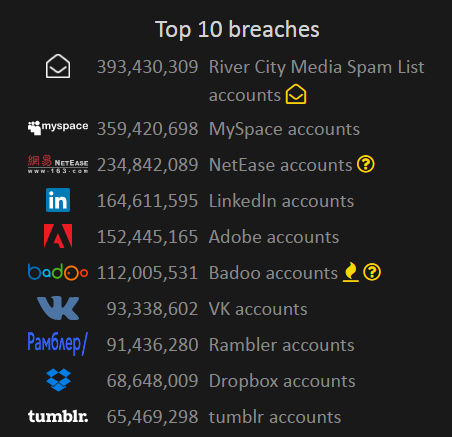 Top 10 breaches
393,430,309 River City Media Spam List
accounts
myspace 359,420,698 MySpace accounts
網易 NETEASE
www.163.com 234,842,089 NetEase accounts ?
in 164,611,595 LinkedIn accounts
152,445,165 Adobe accounts
badoo 112,005,531 Badoo accounts ?
93,338,602 VK accounts
Рамблер/ 91,436,280 Rambler accounts
68,648,009 Dropbox accounts
tumblr. 65,469,298 tumblr accounts